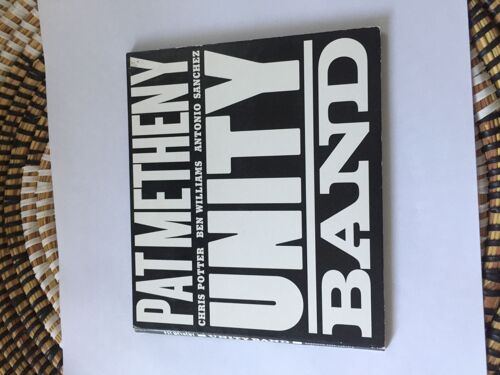 PAT METHENY
CHRIS POTTER BEN WILLIAMS ANTONIO SANCHEZ
UNITY
BAND